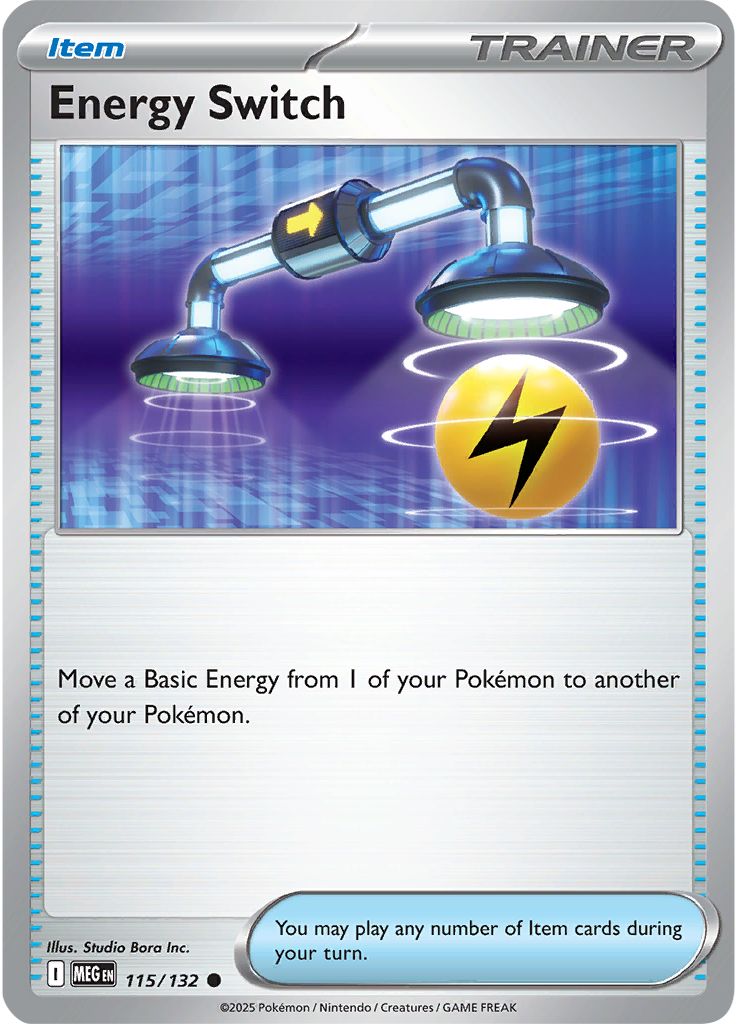 Item
TRAINER
Energy Switch
Move a Basic Energy from 1 of your Pokémon to another
of your Pokémon.
You may play any number of Item cards during
your turn.
Illus. Studio Bora Inc.
I MEG EN 115/132
©2025 Pokémon / Nintendo / Creatures / GAME FREAK